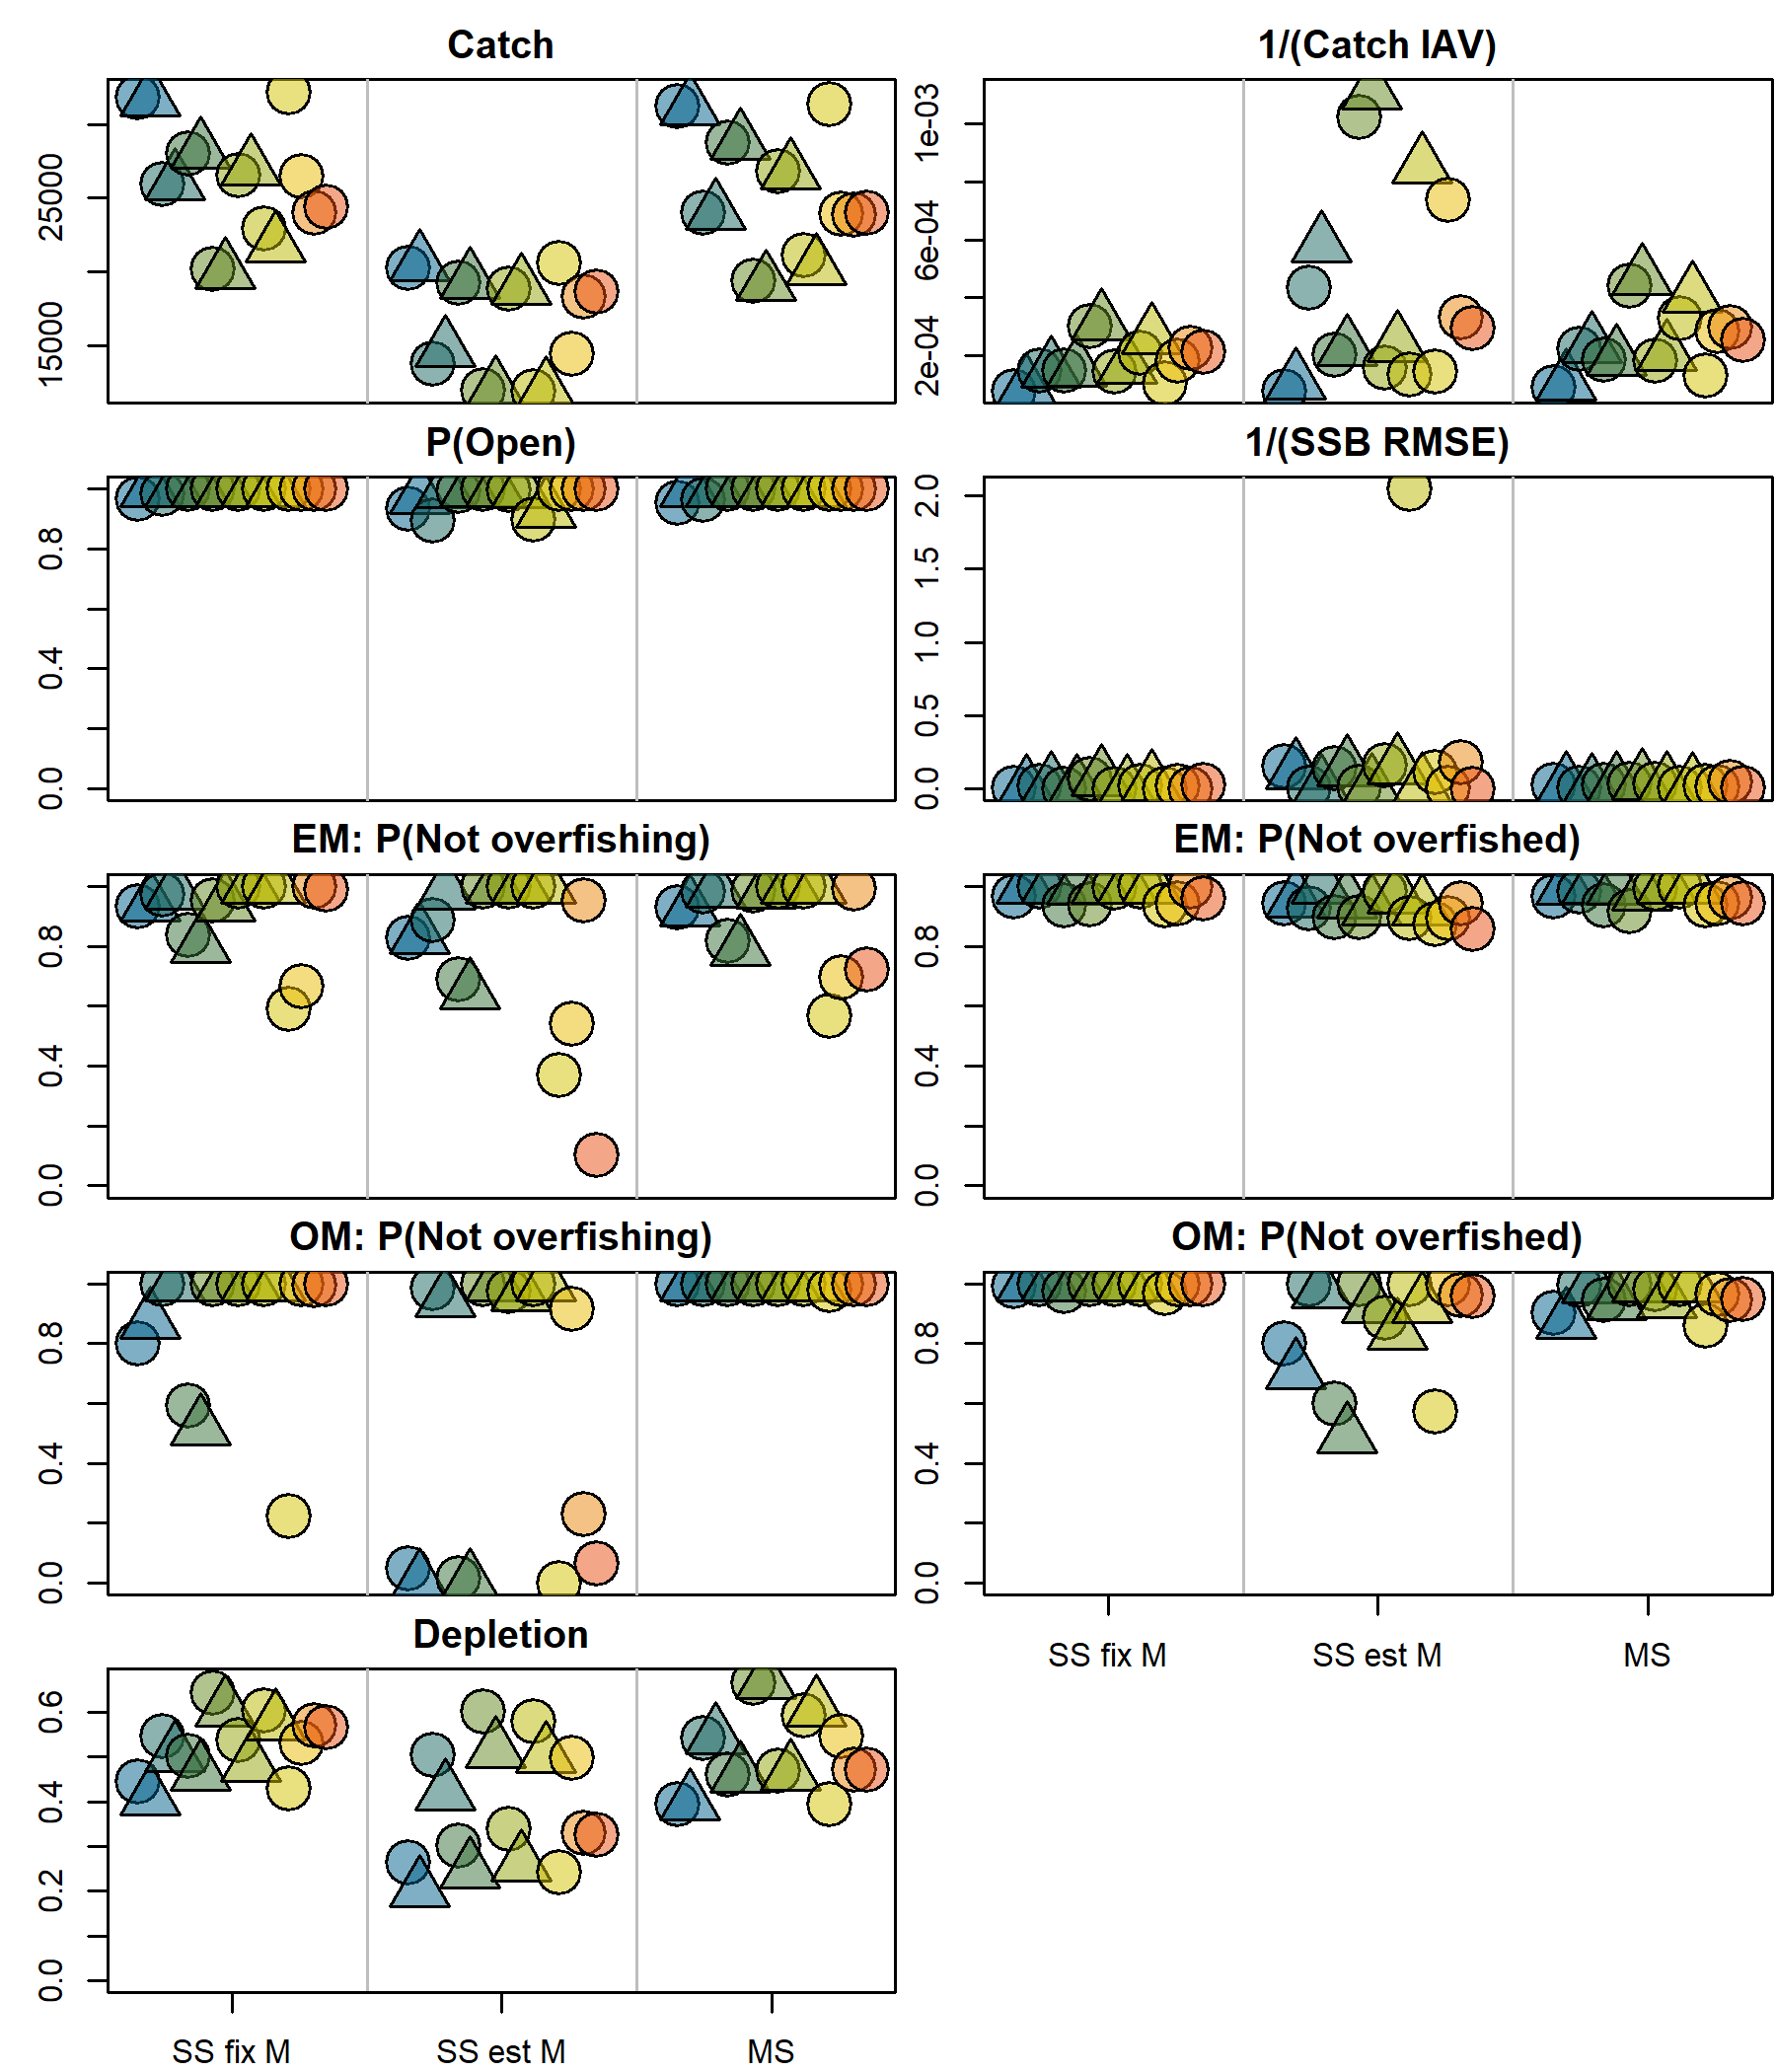 Catch
1/(Catch IAV)
15000 25000
2e-04 6e-04 1e-03
P(Open)
1/(SSB RMSE)
0.0 0.4 0.8
0.0 0.5 1.0 1.5 2.0
EM: P(Not overfishing)
EM: P(Not overfished)
0.0 0.4 0.8
0.0 0.4 0.8
OM: P(Not overfishing)
OM: P(Not overfished)
0.0 0.4 0.8
0.0 0.4 0.8
SS fix M SS est M MS
Depletion
0.0 0.2 0.4 0.6
SS fix M SS est M MS